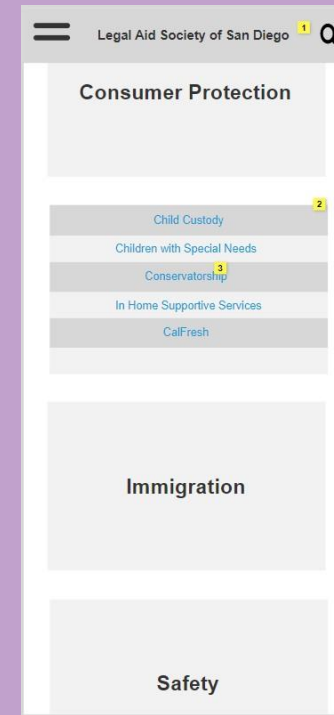 Legal Aid Society of San Diego 1
Consumer Protection
2
Child Custody
Children with Special Needs
3
Conservatorship
In Home Supportive Services
CalFresh
Immigration
Safety